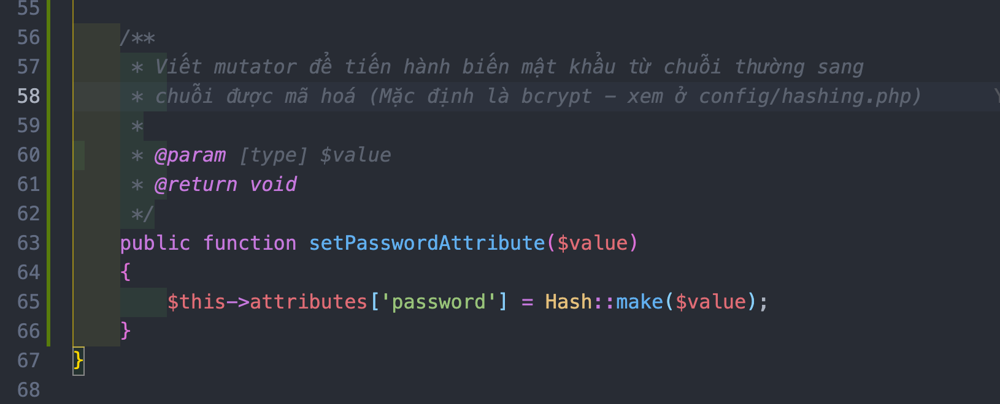 55
56 /**
57 * Viết mutator để tiến hành biến mật khẩu từ chuỗi thường sang
58 * chuỗi được mã hoá (Mặc định là bcrypt - xem ở config/hashing.php)
59 *
60 * @param [type] $value
61 * @return void
62 */
63 public function setPasswordAttribute($value)
64 {
65 $this->attributes['password'] = Hash::make($value);
66 }
67 }
68